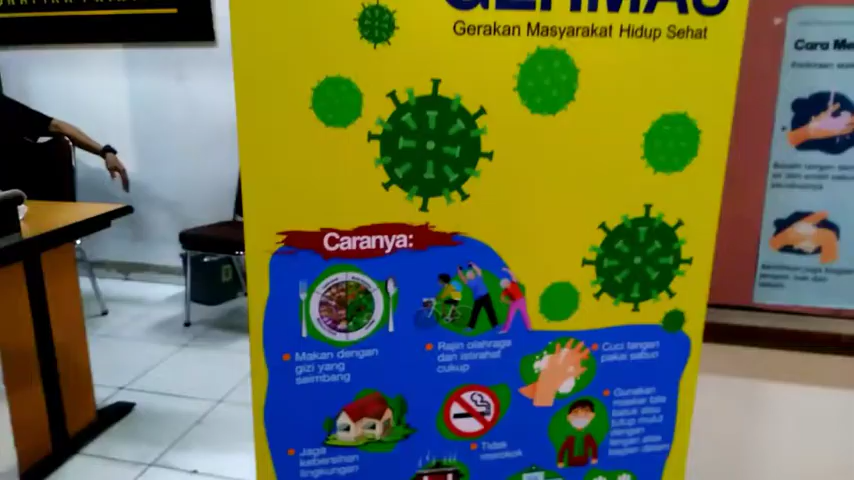 GERMAS
Gerakan Masyarakat Hidup Sehat
Caranya:
Makan dengan
gizi yang
seimbang
Rajin olahraga
dan istirahat
cukup
Cuci tangan
pakai sabun
Jaga
kebersihan
lingkungan
Tidak
merokok
Gunakan
masker bila
batuk atau
tutup mulut
dengan
lengan atas
bagian dalam
Cara Me